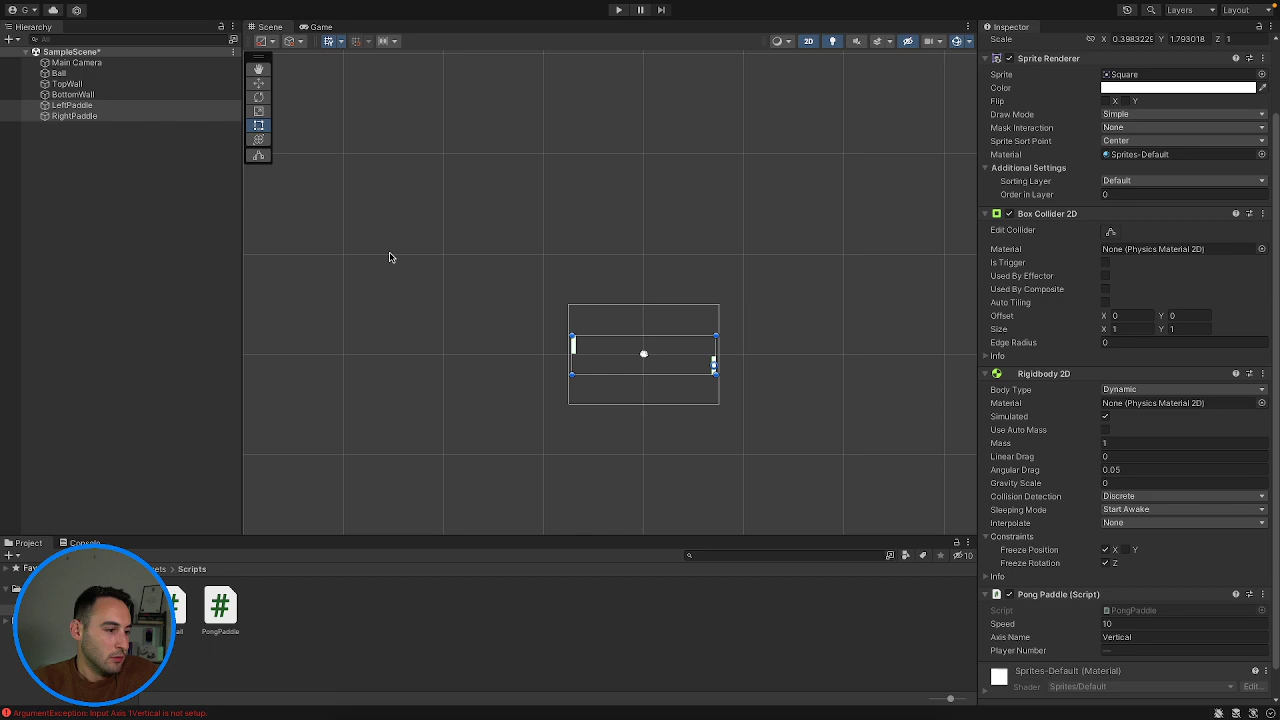 G
Layers
Layout
Hierarchy
Scene
Game
Inspector
All
2D
Scale X 0.3983225 Y 1.793018 Z 1
SampleScene*
Main Camera
Ball
TopWall
BottomWall
LeftPaddle
RightPaddle
Sprite Renderer
Sprite Square
Color
Flip X Y
Draw Mode Simple
Mask Interaction None
Sprite Sort Point Center
Material Sprites-Default
Additional Settings
Sorting Layer Default
Order in Layer 0
Box Collider 2D
Edit Collider
Material None (Physics Material 2D)
Is Trigger
Used By Effector
Used By Composite
Auto Tiling
Offset X 0 Y 0
Size X 1 Y 1
Edge Radius 0
Info
Rigidbody 2D
Body Type Dynamic
Material None (Physics Material 2D)
Simulated
Use Auto Mass
Mass 1
Linear Drag 0
Angular Drag 0.05
Gravity Scale 0
Collision Detection Discrete
Sleeping Mode Start Awake
Interpolate None
Constraints
Freeze Position X Y
Freeze Rotation Z
Info
Pong Paddle (Script)
Script PongPaddle
Speed 10
Axis Name Vertical
Player Number —
Sprites-Default (Material)
Shader Sprites/Default Edit...
Project
Console
10
Scripts
PongPaddle
ArgumentException: Input Axis 1Vertical is not setup.